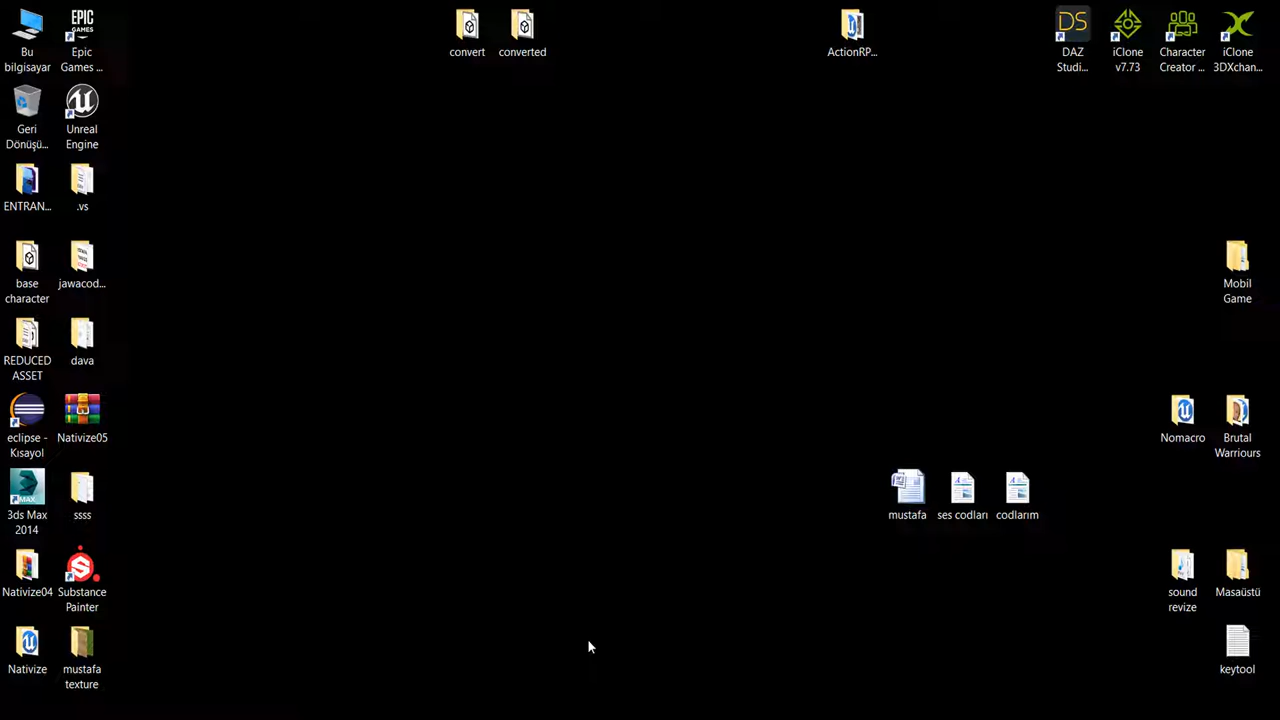 Bu
bilgisayar
EPIC
GAMES
Epic
Games ...
convert
converted
ActionRP...
DS
DAZ
Studi...
iClone
v7.73
Character
Creator ...
iClone
3DXchan...
Geri
Dönüşü...
Unreal
Engine
ENTRAN...
.vs
base
character
jawacod...
Mobil
Game
REDUCED
ASSET
dava
eclipse -
Kısayol
Nativize05
Nomacro
Brutal
Warriours
MAX
3ds Max
2014
ssss
mustafa
ses codları
codlarım
Nativize04
Substance
Painter
sound
revize
Masaüstü
Nativize
mustafa
texture
keytool